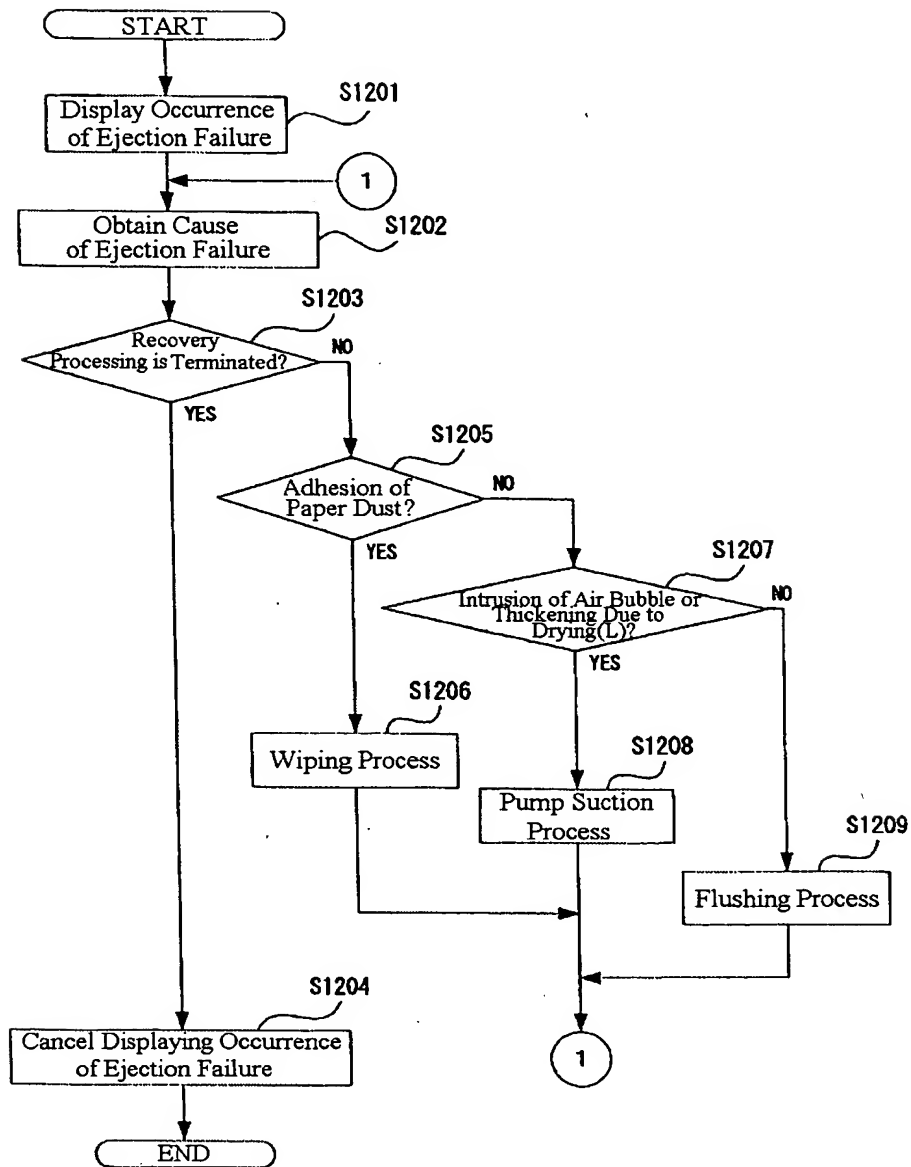 START
S1201
Display Occurrence
of Ejection Failure
1
Obtain Cause
of Ejection Failure
S1202
S1203
Recovery
Processing is Terminated?
NO
YES
S1205
Adhesion of
Paper Dust?
NO
YES
S1207
Intrusion of Air Bubble or
Thickening Due to
Drying(L)?
NO
YES
S1206
Wiping Process
S1208
Pump Suction
Process
S1209
Flushing Process
S1204
Cancel Displaying Occurrence
of Ejection Failure
1
END